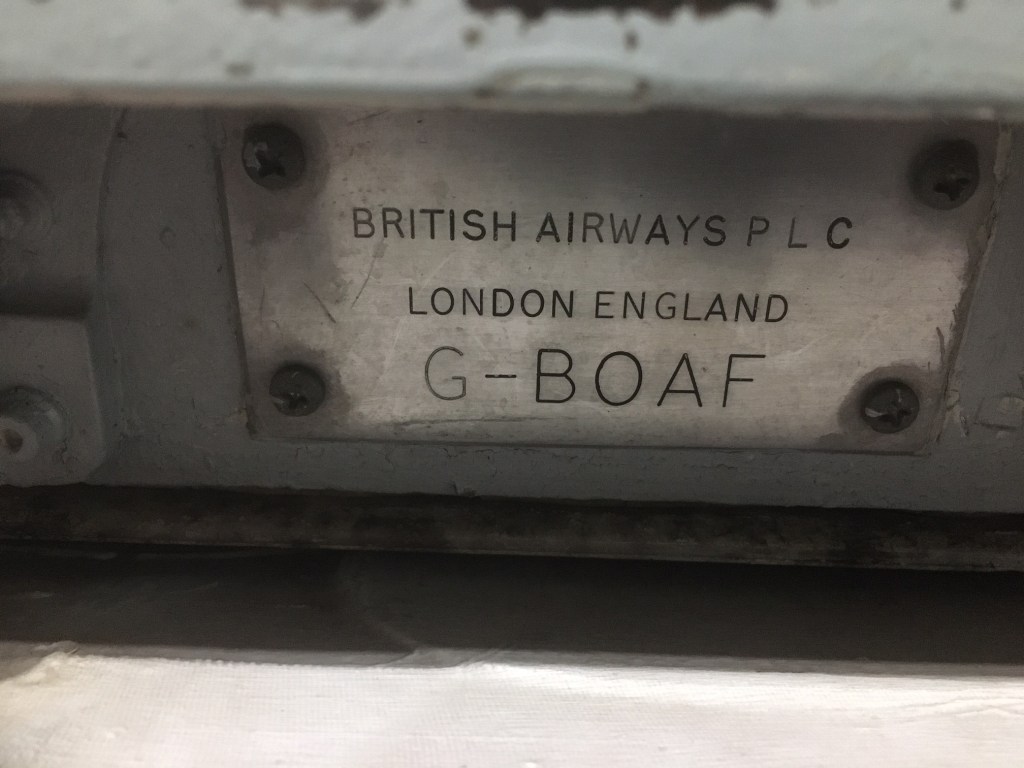 BRITISH AIRWAYS P L C
LONDON ENGLAND
G-BOAF